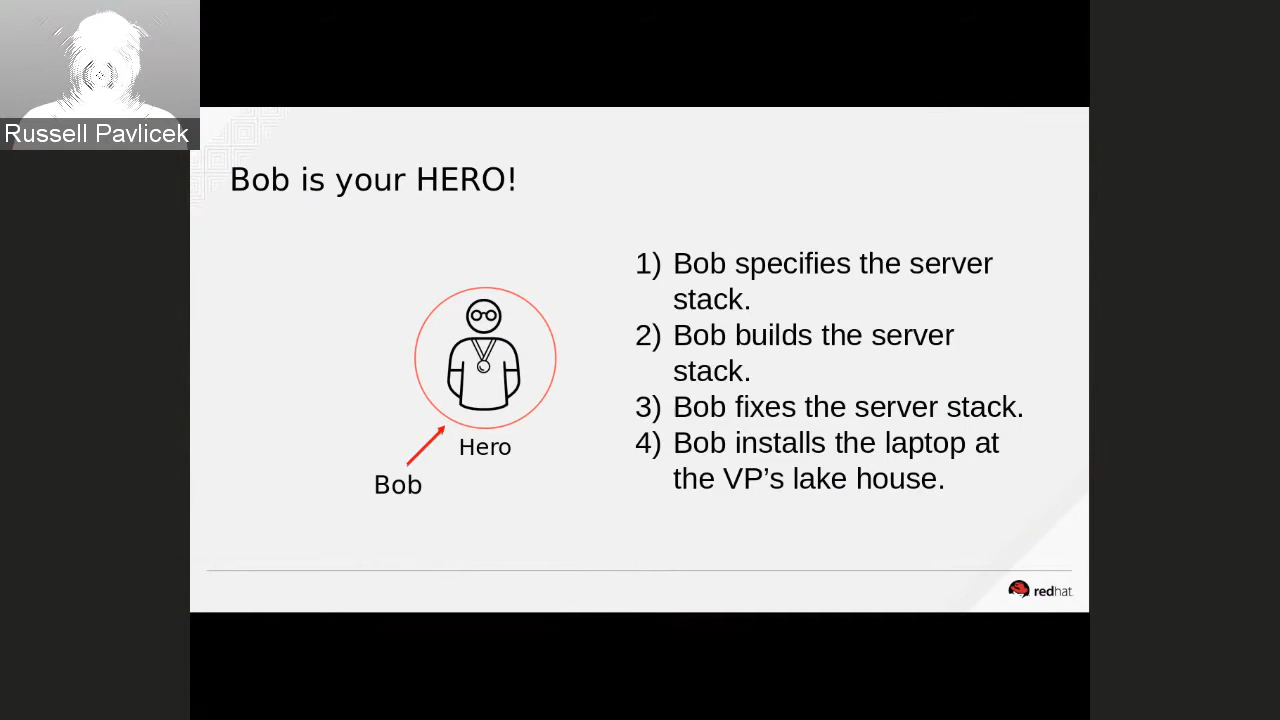 Russell Pavlicek
Bob is your HERO!
1) Bob specifies the server
stack.
2) Bob builds the server
stack.
3) Bob fixes the server stack.
4) Bob installs the laptop at
the VP’s lake house.
Hero
Bob
redhat.